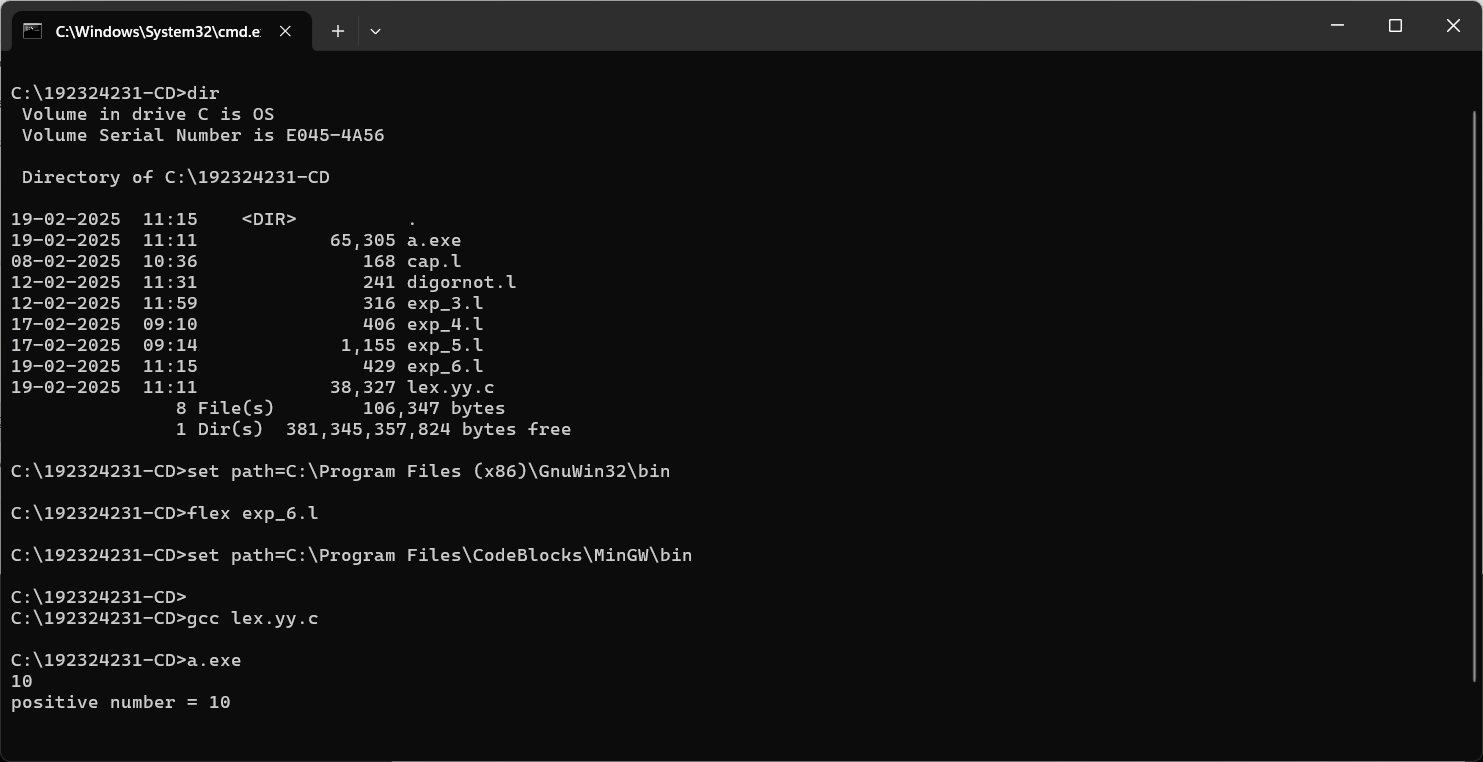 C:\Windows\System32\cmd.e
C:\192324231-CD>dir
 Volume in drive C is OS
 Volume Serial Number is E045-4A56
 Directory of C:\192324231-CD
19-02-2025  11:15    <DIR>          .
19-02-2025  11:11            65,305 a.exe
08-02-2025  10:36               168 cap.l
12-02-2025  11:31               241 digornot.l
12-02-2025  11:59               316 exp_3.l
17-02-2025  09:10               406 exp_4.l
17-02-2025  09:14             1,155 exp_5.l
19-02-2025  11:15               429 exp_6.l
19-02-2025  11:11            38,327 lex.yy.c
               8 File(s)        106,347 bytes
               1 Dir(s)  381,345,357,824 bytes free
C:\192324231-CD>set path=C:\Program Files (x86)\GnuWin32\bin
C:\192324231-CD>flex exp_6.l
C:\192324231-CD>set path=C:\Program Files\CodeBlocks\MinGW\bin
C:\192324231-CD>
C:\192324231-CD>gcc lex.yy.c
C:\192324231-CD>a.exe
10
positive number = 10